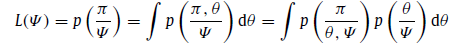 L(Ψ) = p(π/Ψ) = ∫ p(π, θ/Ψ) dθ = ∫ p(π/θ, Ψ) p(θ/Ψ) dθ